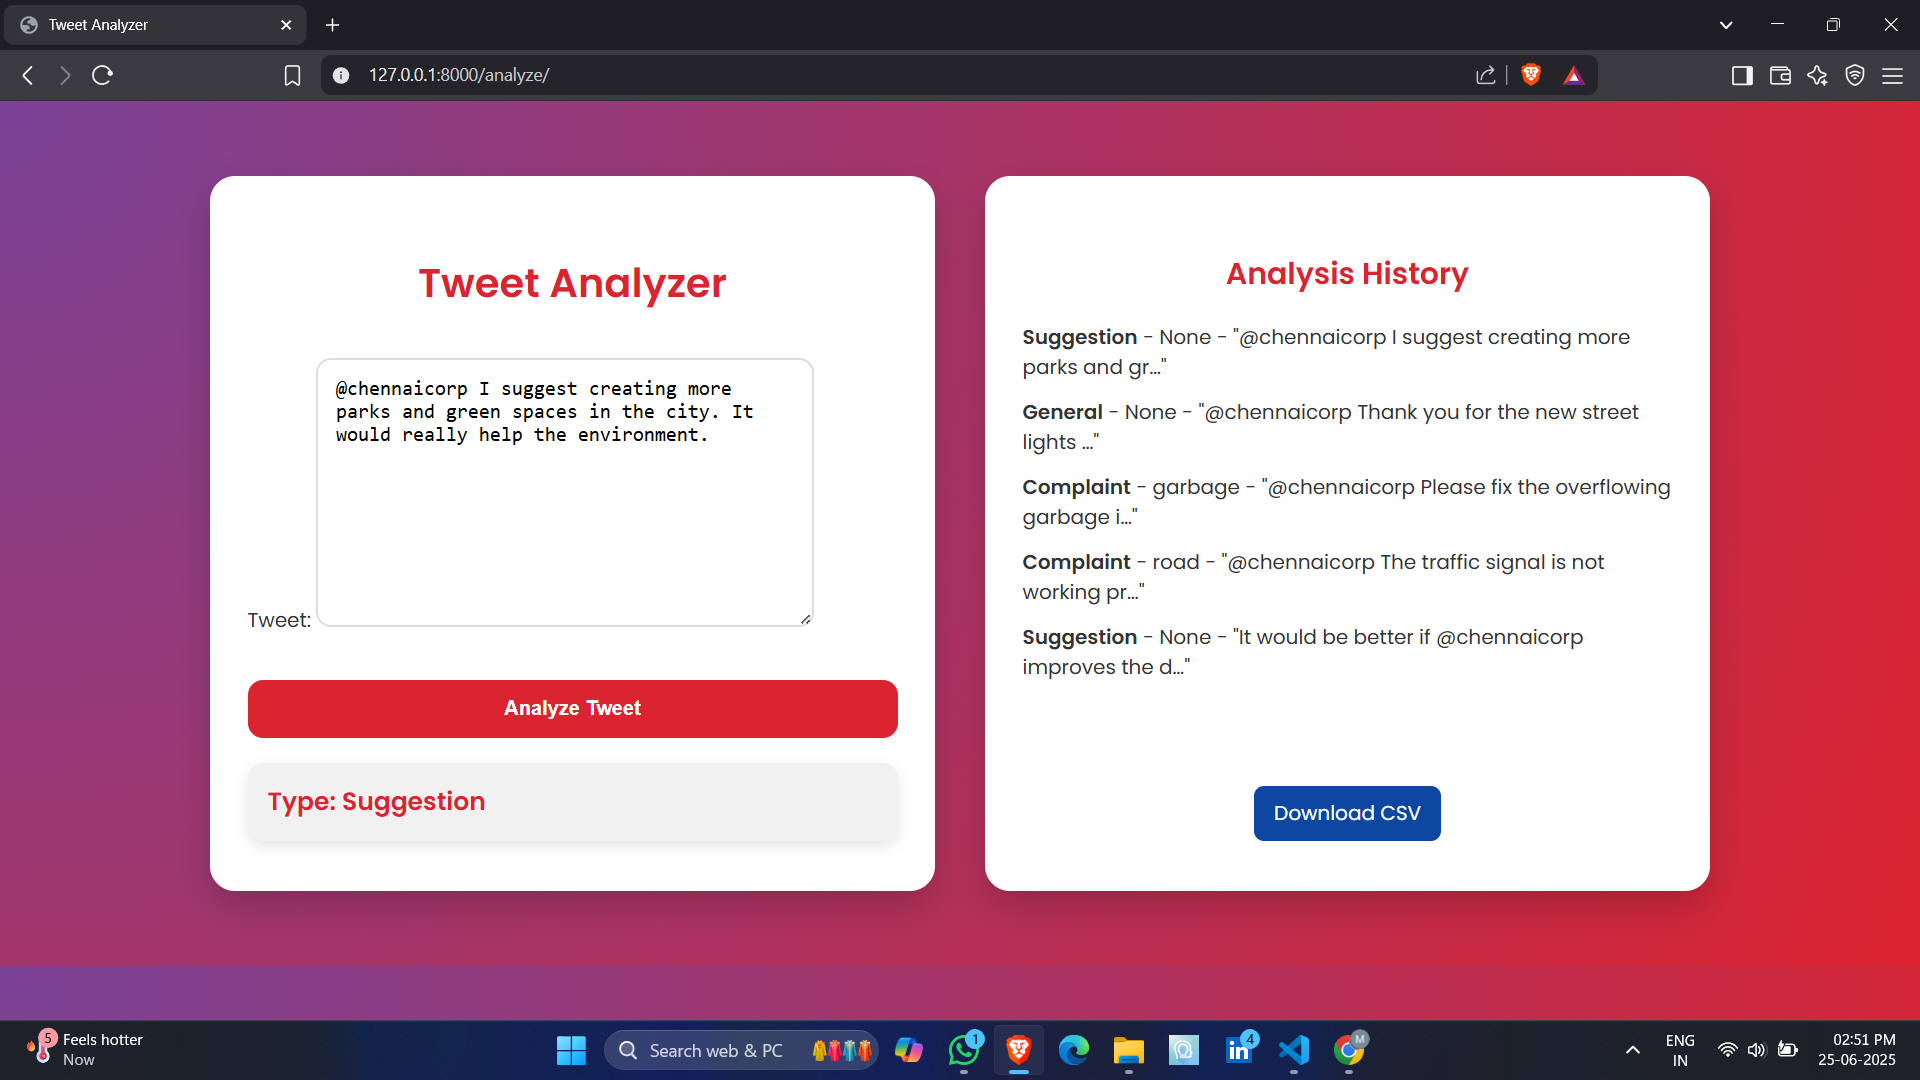 Tweet Analyzer
127.0.0.1:8000/analyze/
Tweet Analyzer
@chennaicorp I suggest creating more
parks and green spaces in the city. It
would really help the environment.
Tweet:
Analyze Tweet
Type: Suggestion
Analysis History
Suggestion - None - "@chennaicorp I suggest creating more
parks and gr..."
General - None - "@chennaicorp Thank you for the new street
lights ..."
Complaint - garbage - "@chennaicorp Please fix the overflowing
garbage i..."
Complaint - road - "@chennaicorp The traffic signal is not
working pr..."
Suggestion - None - "It would be better if @chennaicorp
improves the d..."
Download CSV
5
Feels hotter
Now
Search web & PC
1
in
4
M
ENG
IN
02:51 PM
25-06-2025